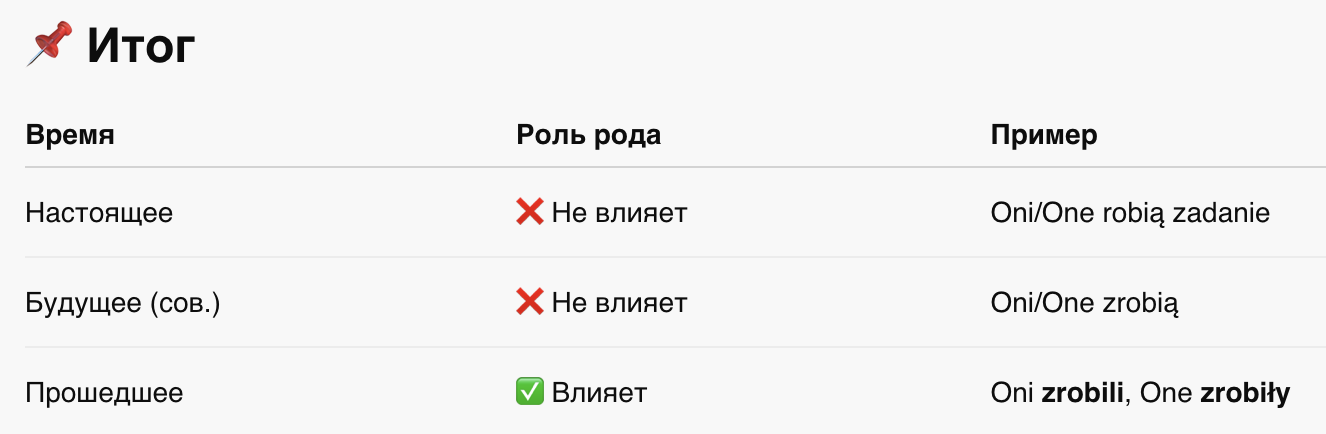 📌 Итог
Время Роль рода Пример
Настоящее ❌ Не влияет Oni/One robią zadanie
Будущее (сов.) ❌ Не влияет Oni/One zrobią
Прошедшее ✅ Влияет Oni zrobili, One zrobiły